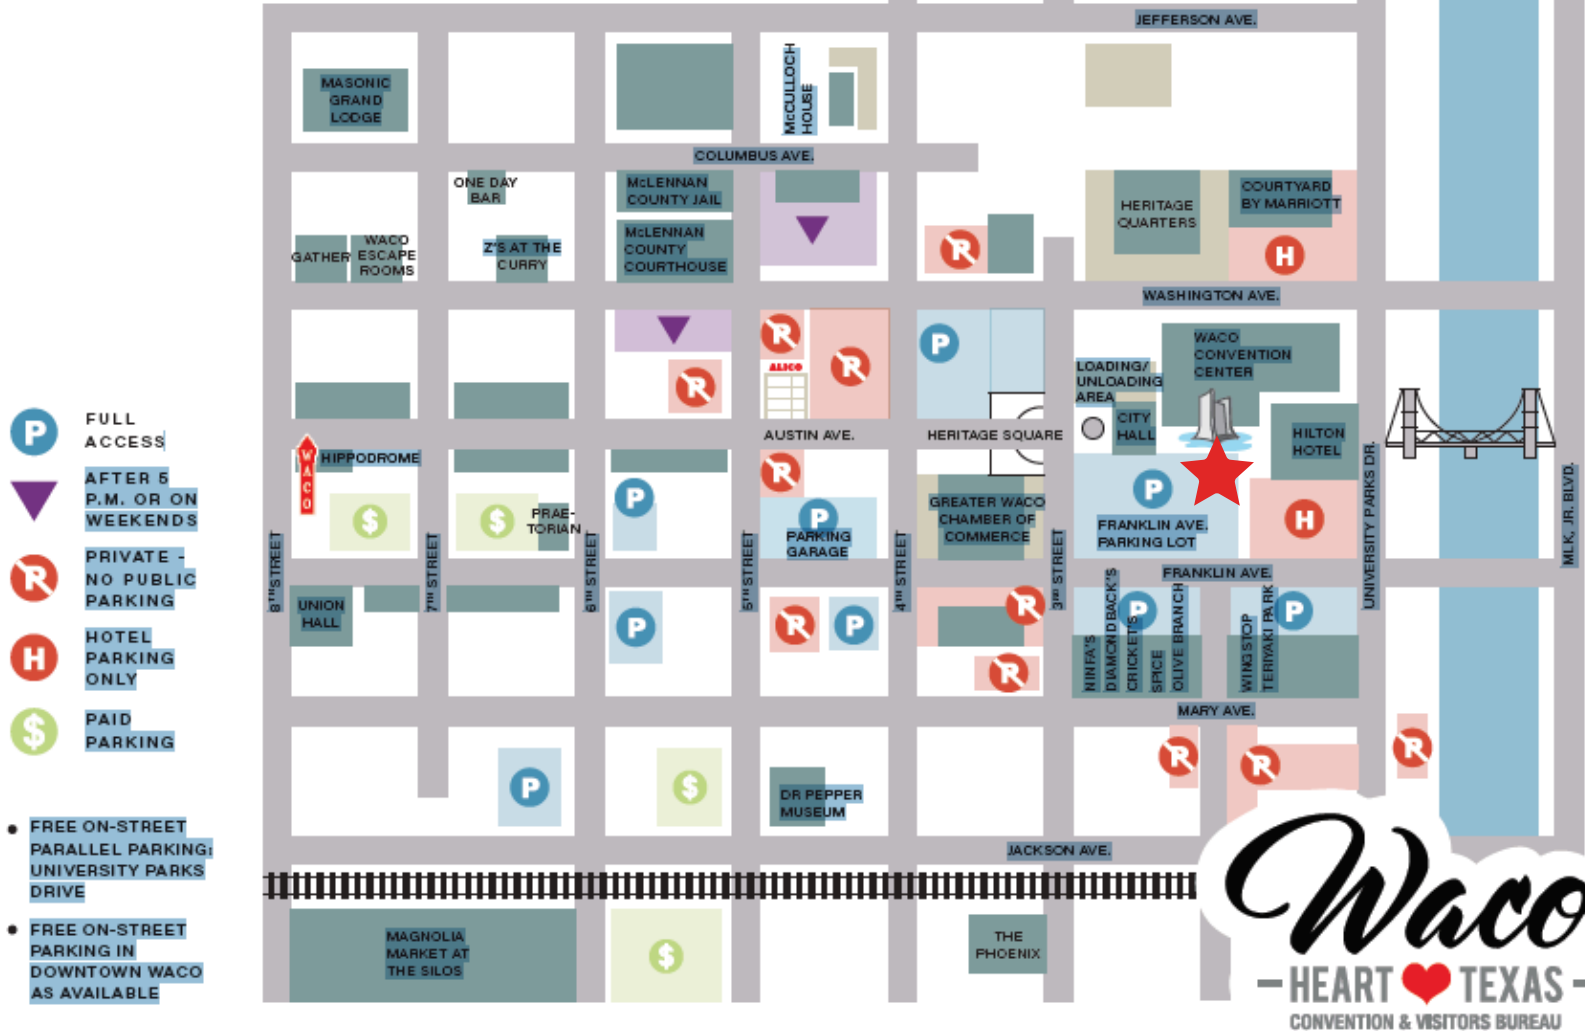 JEFFERSON AVE.
MASONIC
GRAND
LODGE
McCULLOCH
HOUSE
COLUMBUS AVE.
ONE DAY
BAR
McLENNAN
COUNTY JAIL
HERITAGE
QUARTERS
COURTYARD
BY MARRIOTT
GATHER
WACO
ESCAPE
ROOMS
Z'S AT THE
CURRY
McLENNAN
COUNTY
COURTHOUSE
R
H
WASHINGTON AVE.
R
R
R
ALICO
P
LOADING/
UNLOADING
AREA
WACO
CONVENTION
CENTER
CITY
HALL
HILTON
HOTEL
AUSTIN AVE.
HERITAGE SQUARE
WACO
HIPPODROME
$
$
PRAE-
TORIAN
P
R
P
PARKING
GARAGE
GREATER WACO
CHAMBER OF
COMMERCE
P
FRANKLIN AVE.
PARKING LOT
H
8TH STREET
7TH STREET
6TH STREET
5TH STREET
4TH STREET
3RD STREET
UNIVERSITY PARKS DR.
MLK, JR. BLVD.
FRANKLIN AVE.
UNION
HALL
P
R
P
R
R
P
P
NINFA'S
DIAMONDBACK'S
CRICKET'S
SPICE
OLIVE BRANCH
WINGSTOP
TERIYAKI PARK
MARY AVE.
P
$
DR PEPPER
MUSEUM
R
R
R
JACKSON AVE.
MAGNOLIA
MARKET AT
THE SILOS
$
THE
PHOENIX
P
FULL
ACCESS
AFTER 5
P.M. OR ON
WEEKENDS
R
PRIVATE -
NO PUBLIC
PARKING
H
HOTEL
PARKING
ONLY
$
PAID
PARKING
• FREE ON-STREET
PARALLEL PARKING:
UNIVERSITY PARKS
DRIVE
• FREE ON-STREET
PARKING IN
DOWNTOWN WACO
AS AVAILABLE
Waco
- HEART TEXAS -
CONVENTION & VISITORS BUREAU